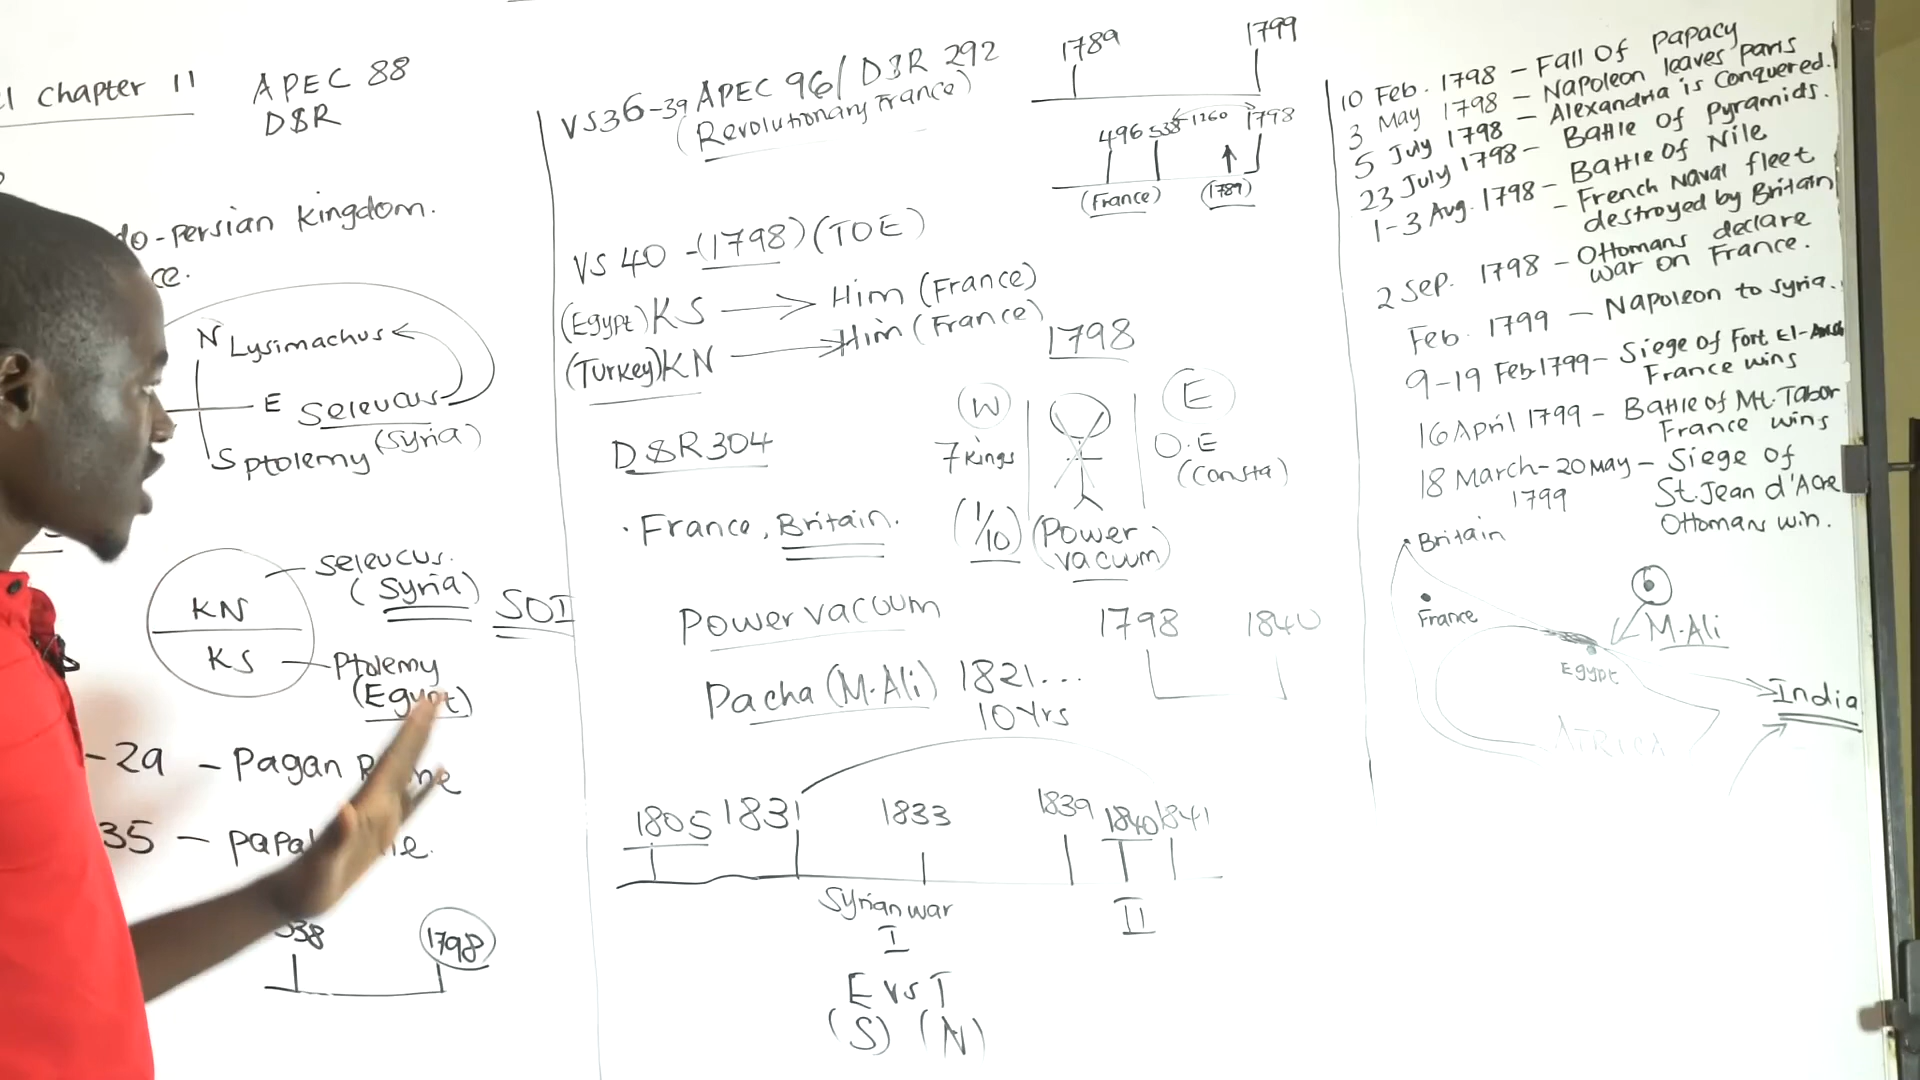 Chapter 11
APEC 88
D&R
do-Persian Kingdom.
ce.
N Lysimachus
E Seleucus
(Syria)
S Ptolemy
KN
KS
Seleucus.
(Syria)
SOI
Ptolemy
(Egypt)
-29 - Pagan
35 - Papal
538
1798
VS36-39 APEC 96/ D&R 292
(Revolutionary France)
1789 1799
496 538 1260 1798
(France) (1789)
VS 40 - (1798) (TOE)
(Egypt) KS → Him (France)
(Turkey) KN → Him (France)
1798
D&R 304
W
7 Kings
(1/10)
(Power
vacuum)
E
O.E
(Consta)
· France, Britain.
Power vacuum
1798 1840
Pacha (M.Ali) 1821...
10 Yrs
1805 1831 1833 1839 1840 1841
Syrian war
I
II
E vs T
(S) (N)
10 Feb. 1798 - Fall Of Papacy
3 May 1798 - Napoleon leaves Paris
5 July 1798 - Alexandria is Conquered.
23 July 1798 - Battle of Pyramids.
1-3 Aug. 1798 - Battle Of Nile
- French Naval fleet
destroyed by Britain
2 Sep. 1798 - Ottomans declare
war on France.
Feb. 1799 - Napoleon to Syria.
9-19 Feb 1799 - Siege of Fort El-Arish
France wins
16 April 1799 - Battle of Mt. Tabor
France wins
18 March - 20 May - Siege of
1799
St. Jean d'Acre
Ottomans win.
Britain
France
6
M.Ali
Egypt
India
Africa